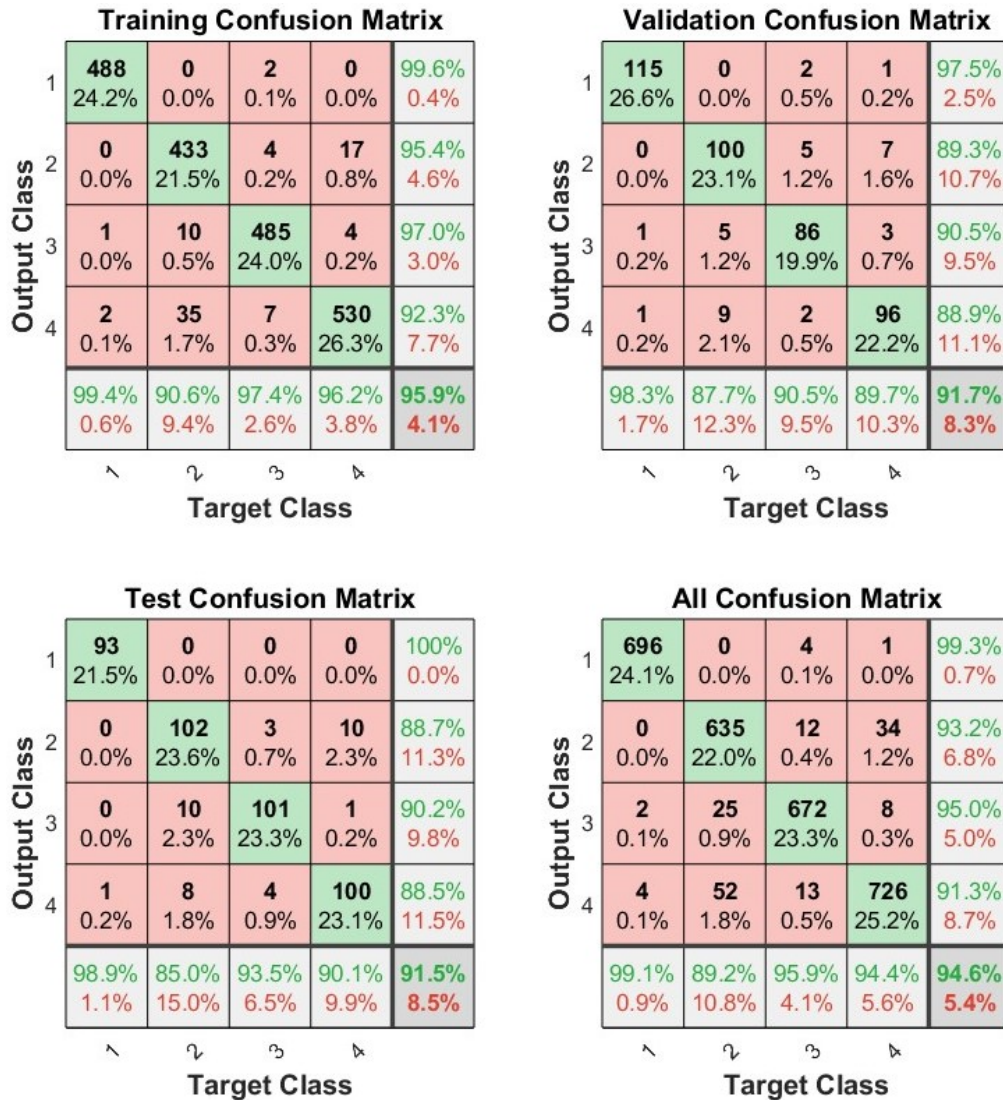 Training Confusion Matrix
1 488 0 2 0 99.6%
24.2% 0.0% 0.1% 0.0% 0.4%
2 0 433 4 17 95.4%
0.0% 21.5% 0.2% 0.8% 4.6%
3 1 10 485 4 97.0%
0.0% 0.5% 24.0% 0.2% 3.0%
4 2 35 7 530 92.3%
0.1% 1.7% 0.3% 26.3% 7.7%
99.4% 90.6% 97.4% 96.2% 95.9%
0.6% 9.4% 2.6% 3.8% 4.1%
1 2 3 4
Target Class
Output Class
Validation Confusion Matrix
1 115 0 2 1 97.5%
26.6% 0.0% 0.5% 0.2% 2.5%
2 0 100 5 7 89.3%
0.0% 23.1% 1.2% 1.6% 10.7%
3 1 5 86 3 90.5%
0.2% 1.2% 19.9% 0.7% 9.5%
4 1 9 2 96 88.9%
0.2% 2.1% 0.5% 22.2% 11.1%
98.3% 87.7% 90.5% 89.7% 91.7%
1.7% 12.3% 9.5% 10.3% 8.3%
1 2 3 4
Target Class
Output Class
Test Confusion Matrix
1 93 0 0 0 100%
21.5% 0.0% 0.0% 0.0% 0.0%
2 0 102 3 10 88.7%
0.0% 23.6% 0.7% 2.3% 11.3%
3 0 10 101 1 90.2%
0.0% 2.3% 23.3% 0.2% 9.8%
4 1 8 4 100 88.5%
0.2% 1.8% 0.9% 23.1% 11.5%
98.9% 85.0% 93.5% 90.1% 91.5%
1.1% 15.0% 6.5% 9.9% 8.5%
1 2 3 4
Target Class
Output Class
All Confusion Matrix
1 696 0 4 1 99.3%
24.1% 0.0% 0.1% 0.0% 0.7%
2 0 635 12 34 93.2%
0.0% 22.0% 0.4% 1.2% 6.8%
3 2 25 672 8 95.0%
0.1% 0.9% 23.3% 0.3% 5.0%
4 4 52 13 726 91.3%
0.1% 1.8% 0.5% 25.2% 8.7%
99.1% 89.2% 95.9% 94.4% 94.6%
0.9% 10.8% 4.1% 5.6% 5.4%
1 2 3 4
Target Class
Output Class